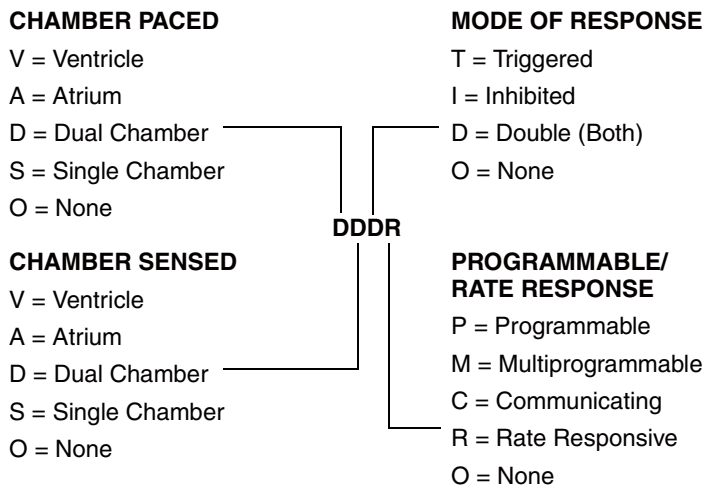 CHAMBER PACED
V = Ventricle
A = Atrium
D = Dual Chamber
S = Single Chamber
O = None
MODE OF RESPONSE
T = Triggered
I = Inhibited
D = Double (Both)
O = None
DDDR
CHAMBER SENSED
V = Ventricle
A = Atrium
D = Dual Chamber
S = Single Chamber
O = None
PROGRAMMABLE/
RATE RESPONSE
P = Programmable
M = Multiprogrammable
C = Communicating
R = Rate Responsive
O = None